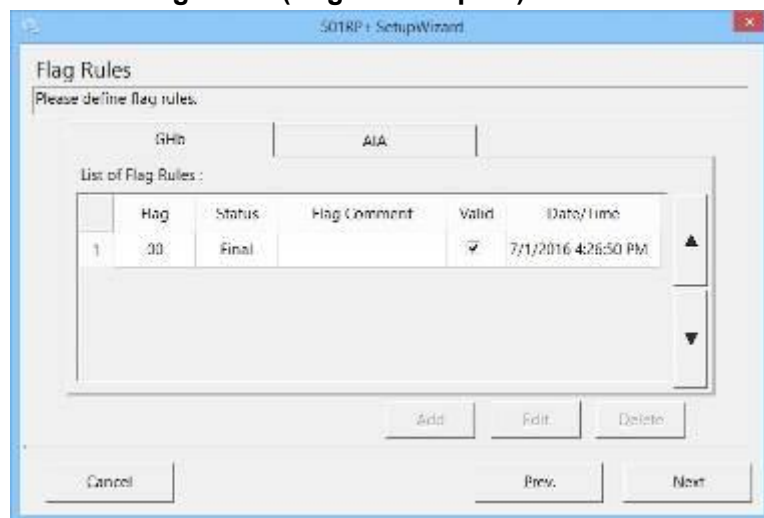 501RP+ SetupWizard
Flag Rules
Please define flag rules.
GHb AIA
List of Flag Rules :
Flag Status Flag Comment Valid Date/Time
1 00 Final 7/1/2016 4:26:50 PM
Add Edit Delete
Cancel Prev. Next